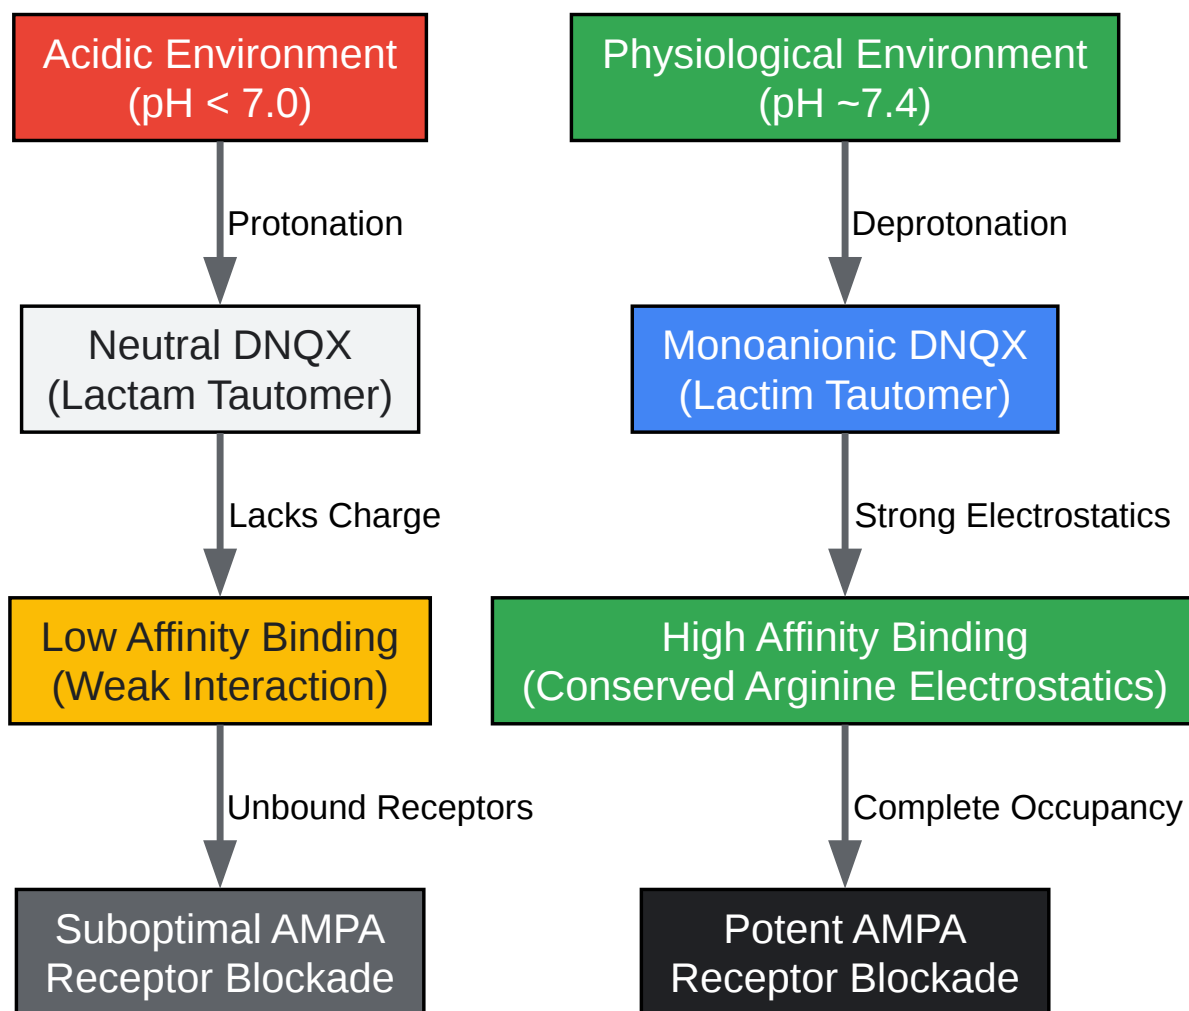 Acidic Environment
(pH < 7.0)
Protonation
Neutral DNQX
(Lactam Tautomer)
Lacks Charge
Low Affinity Binding
(Weak Interaction)
Unbound Receptors
Suboptimal AMPA
Receptor Blockade
Physiological Environment
(pH ~7.4)
Deprotonation
Monoanionic DNQX
(Lactim Tautomer)
Strong Electrostatics
High Affinity Binding
(Conserved Arginine Electrostatics)
Complete Occupancy
Potent AMPA
Receptor Blockade